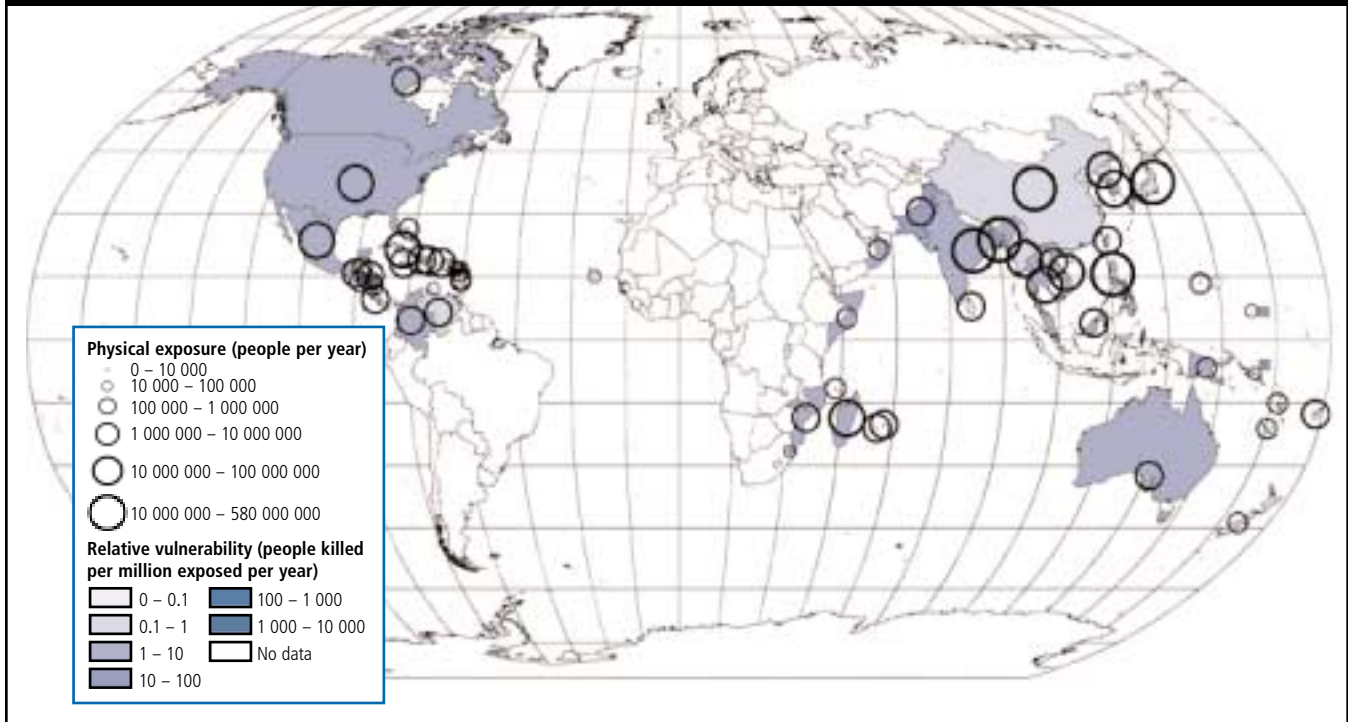 Physical exposure (people per year)
0 – 10 000
10 000 – 100 000
100 000 – 1 000 000
1 000 000 – 10 000 000
10 000 000 – 100 000 000
10 000 000 – 580 000 000
Relative vulnerability (people killed
per million exposed per year)
0 – 0.1
0.1 – 1
1 – 10
10 – 100
100 – 1 000
1 000 – 10 000
No data